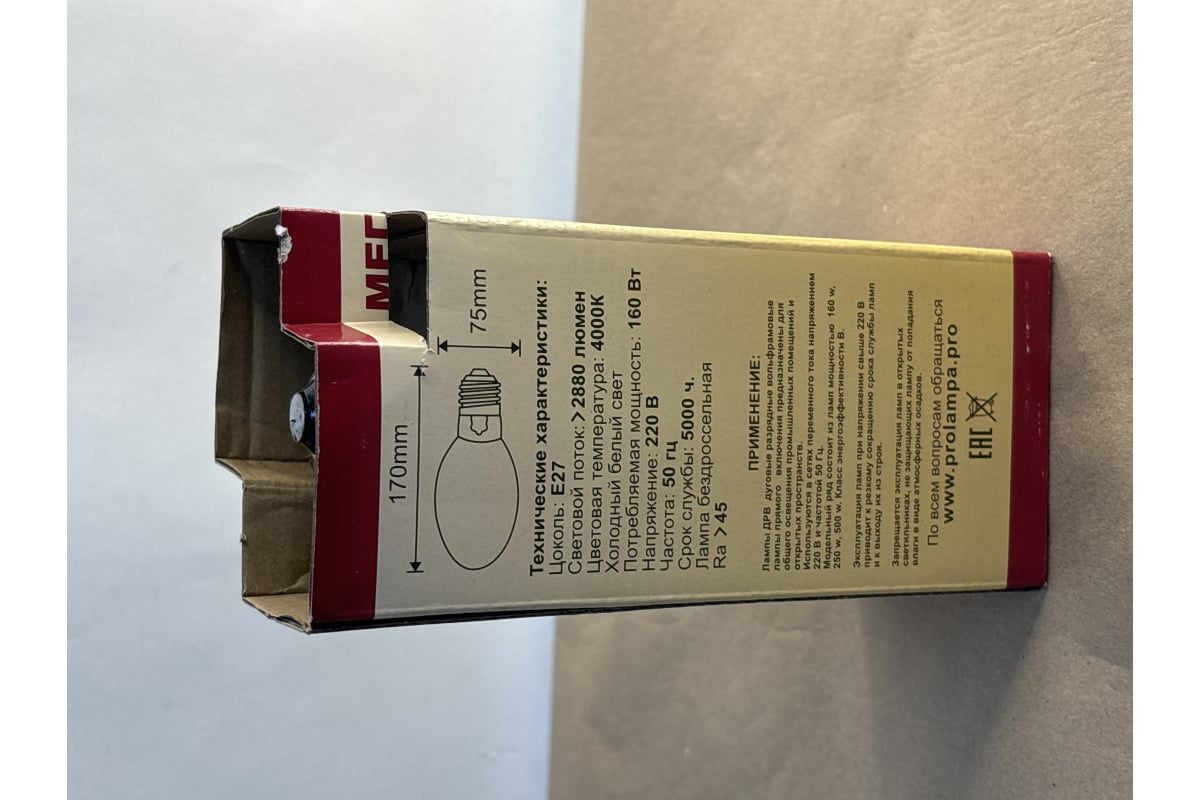 МЕГ
170mm
75mm
Технические характеристики:
Цоколь: E27
Световой поток: >2880 люмен
Цветовая температура: 4000К
Холодный белый свет
Потребляемая мощность: 160 Вт
Напряжение: 220 В
Частота: 50 гц
Срок службы: 5000 ч.
Лампа бездроссельная
Ra >45
ПРИМЕНЕНИЕ:
Лампы ДРВ дуговые разрядные вольфрамовые
лампы прямого включения предназначены для
общего освещения промышленных помещений и
открытых пространств.
Используются в сетях переменного тока напряжением
220 В и частотой 50 Гц.
Модельный ряд состоит из ламп мощностью 160 w,
250 w, 500 w. Класс энергоэффективности В.
Эксплуатация ламп при напряжении свыше 220 В
приводит к резкому сокращению срока службы ламп
и к выходу их из строя.
Запрещается эксплуатация ламп в открытых
светильниках, не защищающих лампу от попадания
влаги в виде атмосферных осадков.
По всем вопросам обращаться
www.prolampa.pro
EAC